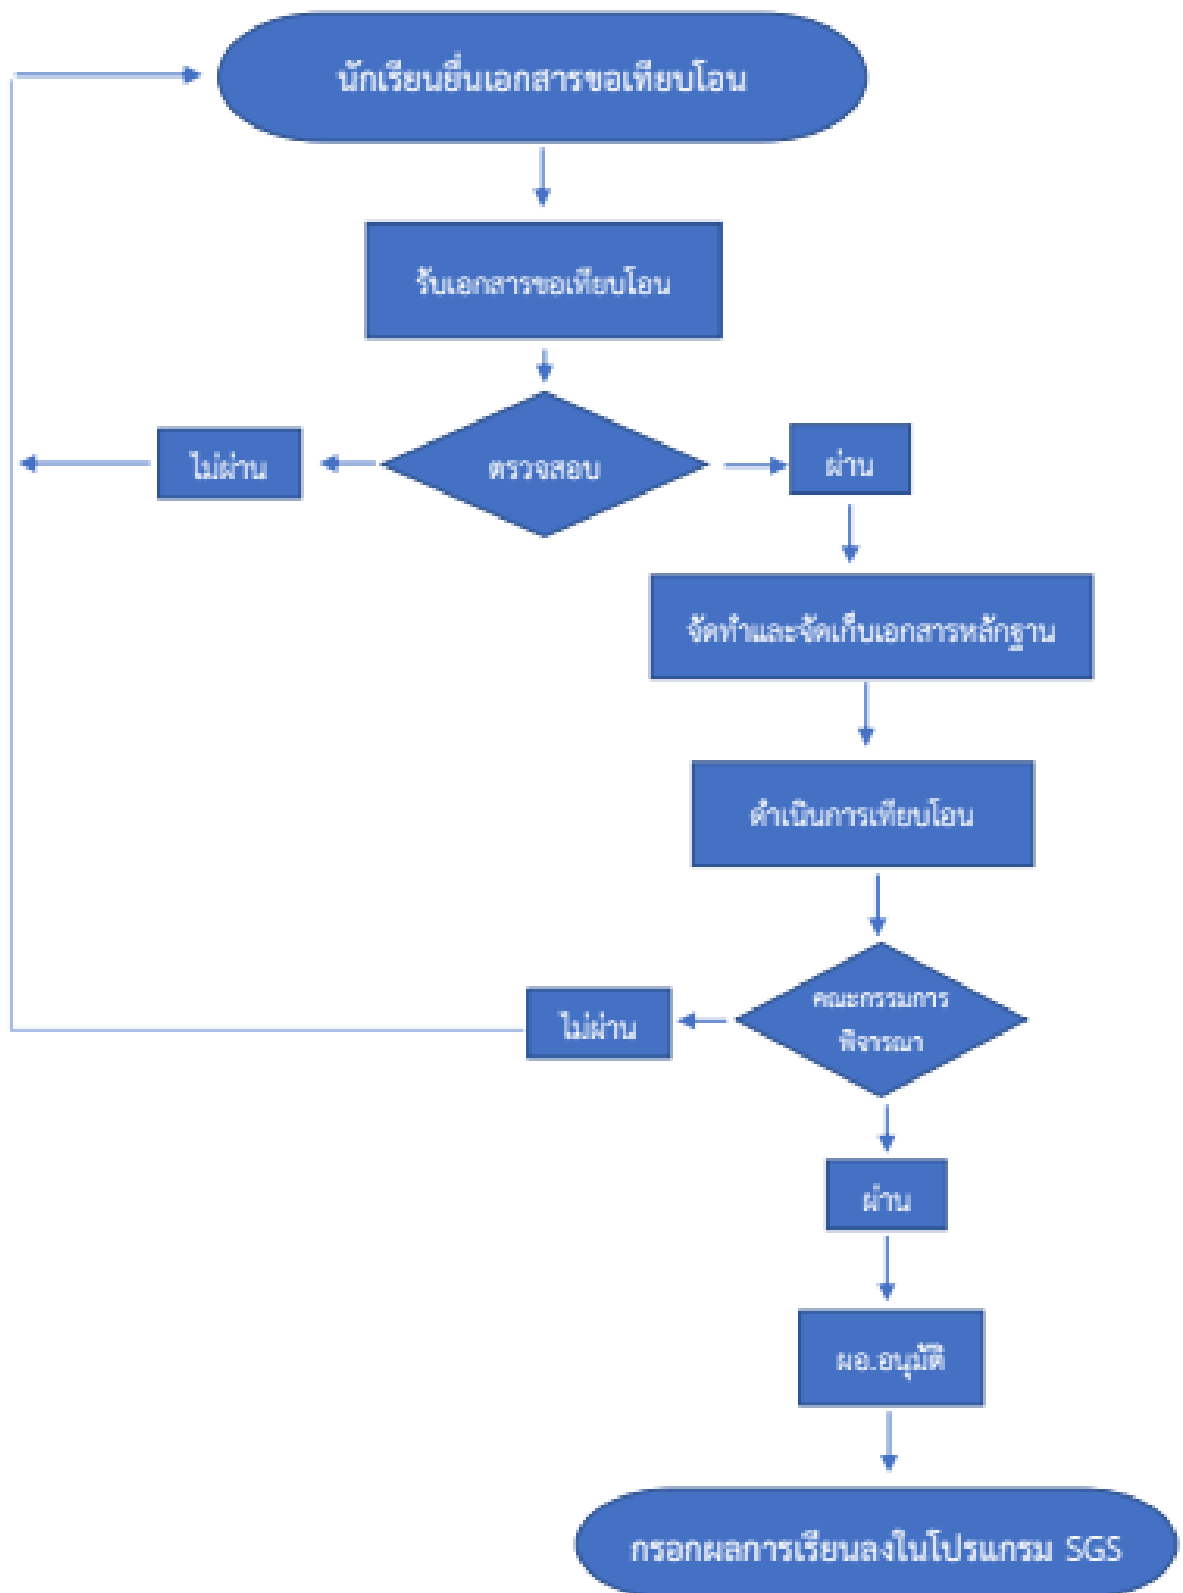 นักเรียนยื่นเอกสารขอเทียบโอน
รับเอกสารขอเทียบโอน
ไม่ผ่าน
ตรวจสอบ
ผ่าน
จัดทำและจัดเก็บเอกสารหลักฐาน
ดำเนินการเทียบโอน
คณะกรรมการ
พิจารณา
ไม่ผ่าน
ผ่าน
ผอ.อนุมัติ
กรอกผลการเรียนลงในโปรแกรม SGS